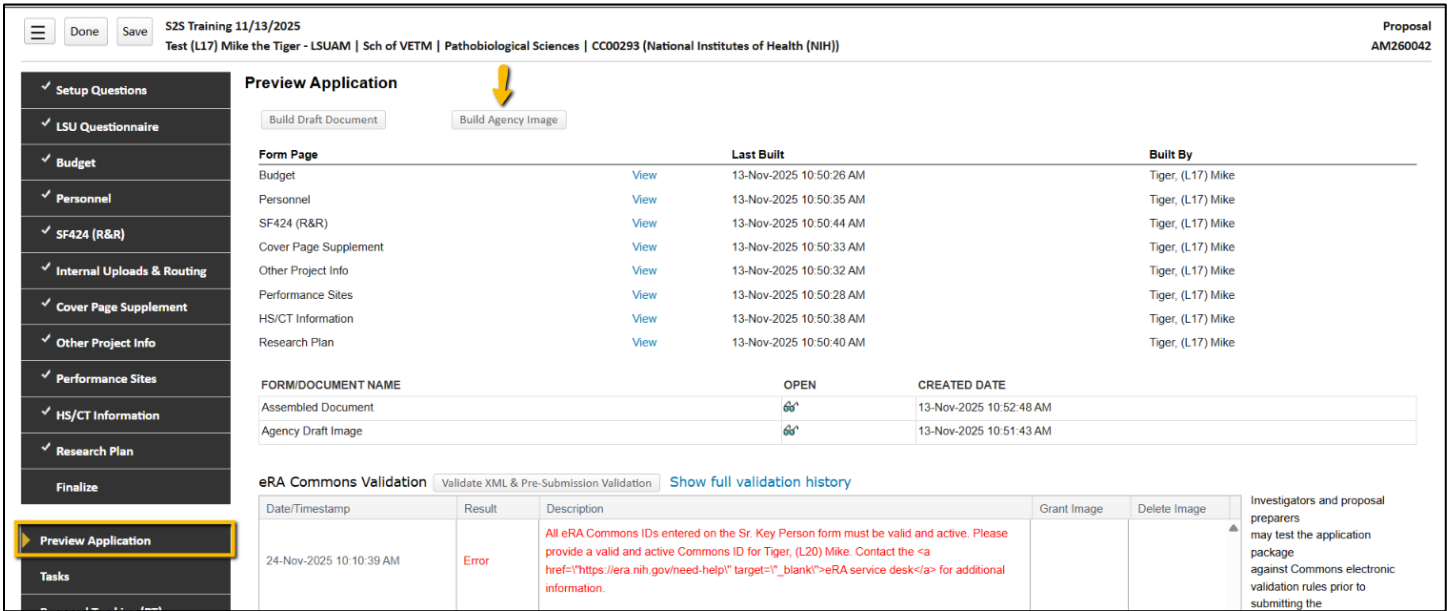 Done Save S2S Training 11/13/2025 Proposal
Test (L17) Mike the Tiger - LSUAM | Sch of VETM | Pathobiological Sciences | CC00293 (National Institutes of Health (NIH)) AM260042
Setup Questions
LSU Questionnaire
Budget
Personnel
SF424 (R&R)
Internal Uploads & Routing
Cover Page Supplement
Other Project Info
Performance Sites
HS/CT Information
Research Plan
Finalize
Preview Application
Tasks
Preview Application
Build Draft Document Build Agency Image
Form Page Last Built Built By
Budget View 13-Nov-2025 10:50:26 AM Tiger, (L17) Mike
Personnel View 13-Nov-2025 10:50:35 AM Tiger, (L17) Mike
SF424 (R&R) View 13-Nov-2025 10:50:44 AM Tiger, (L17) Mike
Cover Page Supplement View 13-Nov-2025 10:50:33 AM Tiger, (L17) Mike
Other Project Info View 13-Nov-2025 10:50:32 AM Tiger, (L17) Mike
Performance Sites View 13-Nov-2025 10:50:28 AM Tiger, (L17) Mike
HS/CT Information View 13-Nov-2025 10:50:38 AM Tiger, (L17) Mike
Research Plan View 13-Nov-2025 10:50:40 AM Tiger, (L17) Mike
FORM/DOCUMENT NAME OPEN CREATED DATE
Assembled Document 13-Nov-2025 10:52:48 AM
Agency Draft Image 13-Nov-2025 10:51:43 AM
eRA Commons Validation Validate XML & Pre-Submission Validation Show full validation history
Date/Timestamp Result Description Grant Image Delete Image
24-Nov-2025 10:10:39 AM Error
All eRA Commons IDs entered on the Sr. Key Person form must be valid and active. Please
provide a valid and active Commons ID for Tiger, (L20) Mike. Contact the <a
href=\"https://era.nih.gov/need-help\" target=\"_blank\">eRA service desk</a> for additional
information.
Investigators and proposal
preparers
may test the application
package
against Commons electronic
validation rules prior to
submitting the